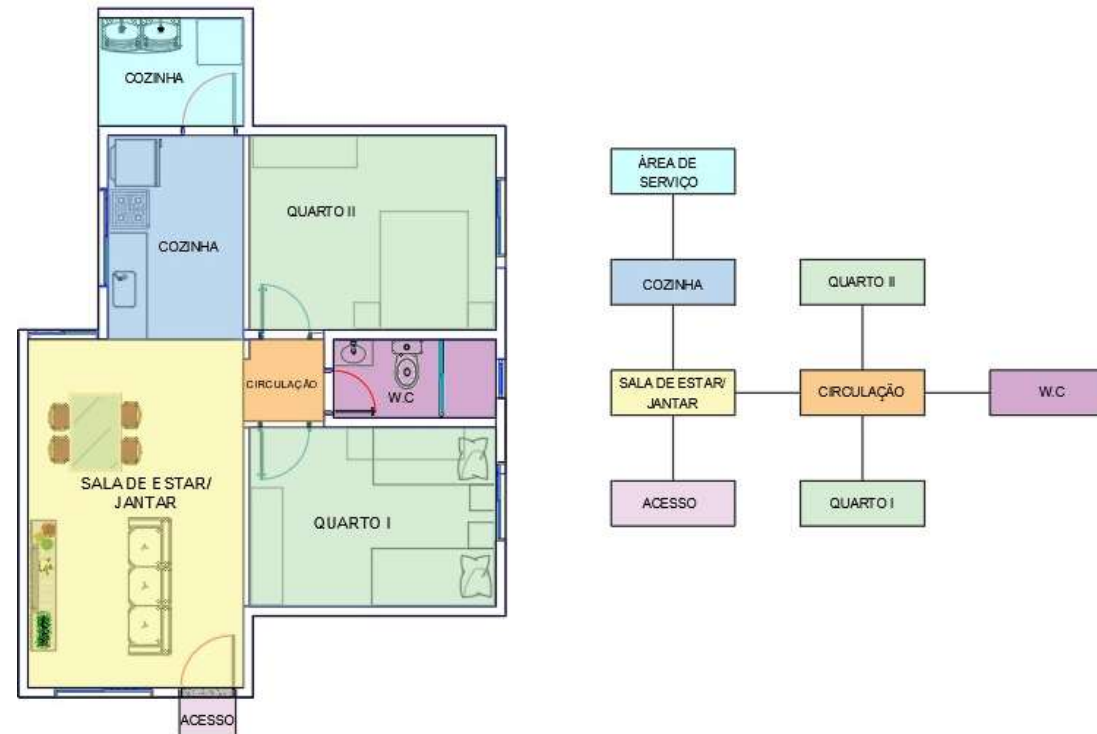 COZINHA
QUARTO II
COZINHA
CIRCULAÇÃO
W.C
SALA DE ESTAR/
JANTAR
QUARTO I
ACESSO
ÀREA DE
SERVIÇO
COZINHA
QUARTO II
SALA DE ESTAR/
JANTAR
CIRCULAÇÃO
W.C
ACESSO
QUARTO I